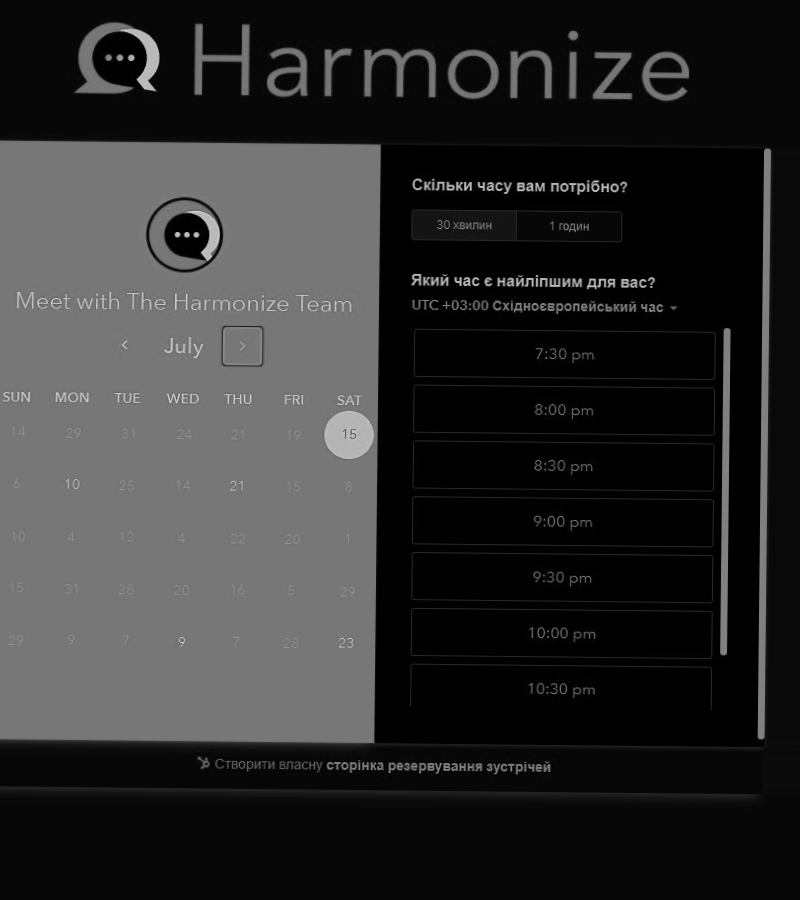 Harmonize
Meet with The Harmonize Team
July
SUN MON TUE WED THU FRI SAT
14 29 31 24 21 19 15
6 10 25 14 21 15 8
10 4 12 4 22 20 1
15 31 28 20 16 5 29
29 9 7 9 7 28 23
Скільки часу вам потрібно?
30 хвилин 1 годин
Який час є найліпшим для вас?
UTC +03:00 Східноєвропейський час
7:30 pm
8:00 pm
8:30 pm
9:00 pm
9:30 pm
10:00 pm
10:30 pm
Створити власну сторінка резервування зустрічей